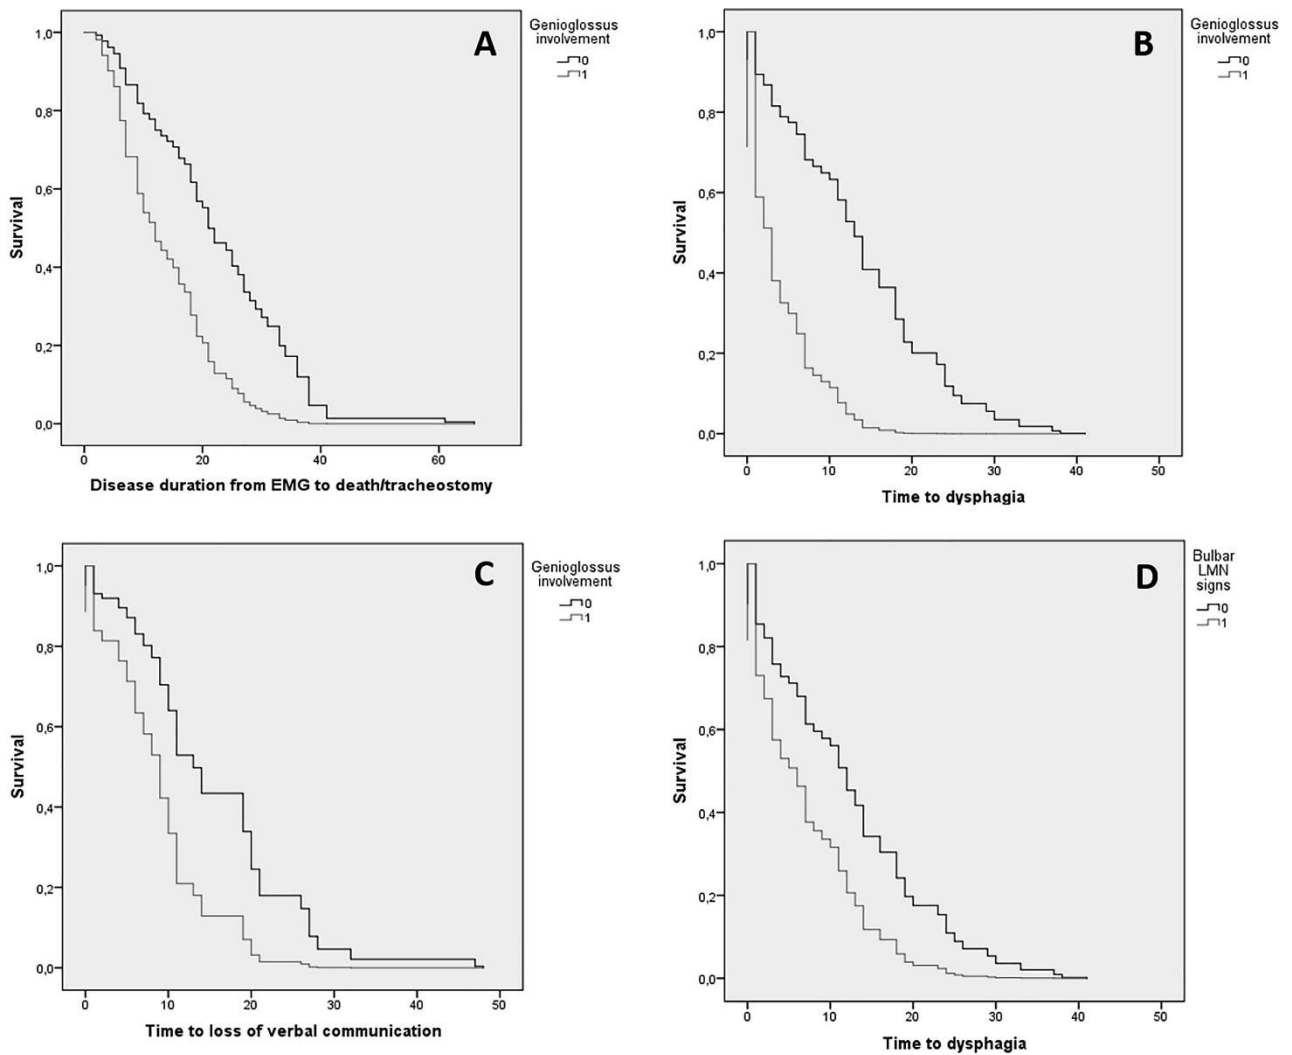 A
Genioglossus
involvement
0
1
1,0
0,8
0,6
0,4
0,2
0,0
Survival
0 20 40 60
Disease duration from EMG to death/tracheostomy
B
Genioglossus
involvement
0
1
1,0
0,8
0,6
0,4
0,2
0,0
Survival
0 10 20 30 40 50
Time to dysphagia
C
Genioglossus
involvement
0
1
1,0
0,8
0,6
0,4
0,2
0,0
Survival
0 10 20 30 40 50
Time to loss of verbal communication
D
Bulbar
LMN
signs
0
1
1,0
0,8
0,6
0,4
0,2
0,0
Survival
0 10 20 30 40 50
Time to dysphagia